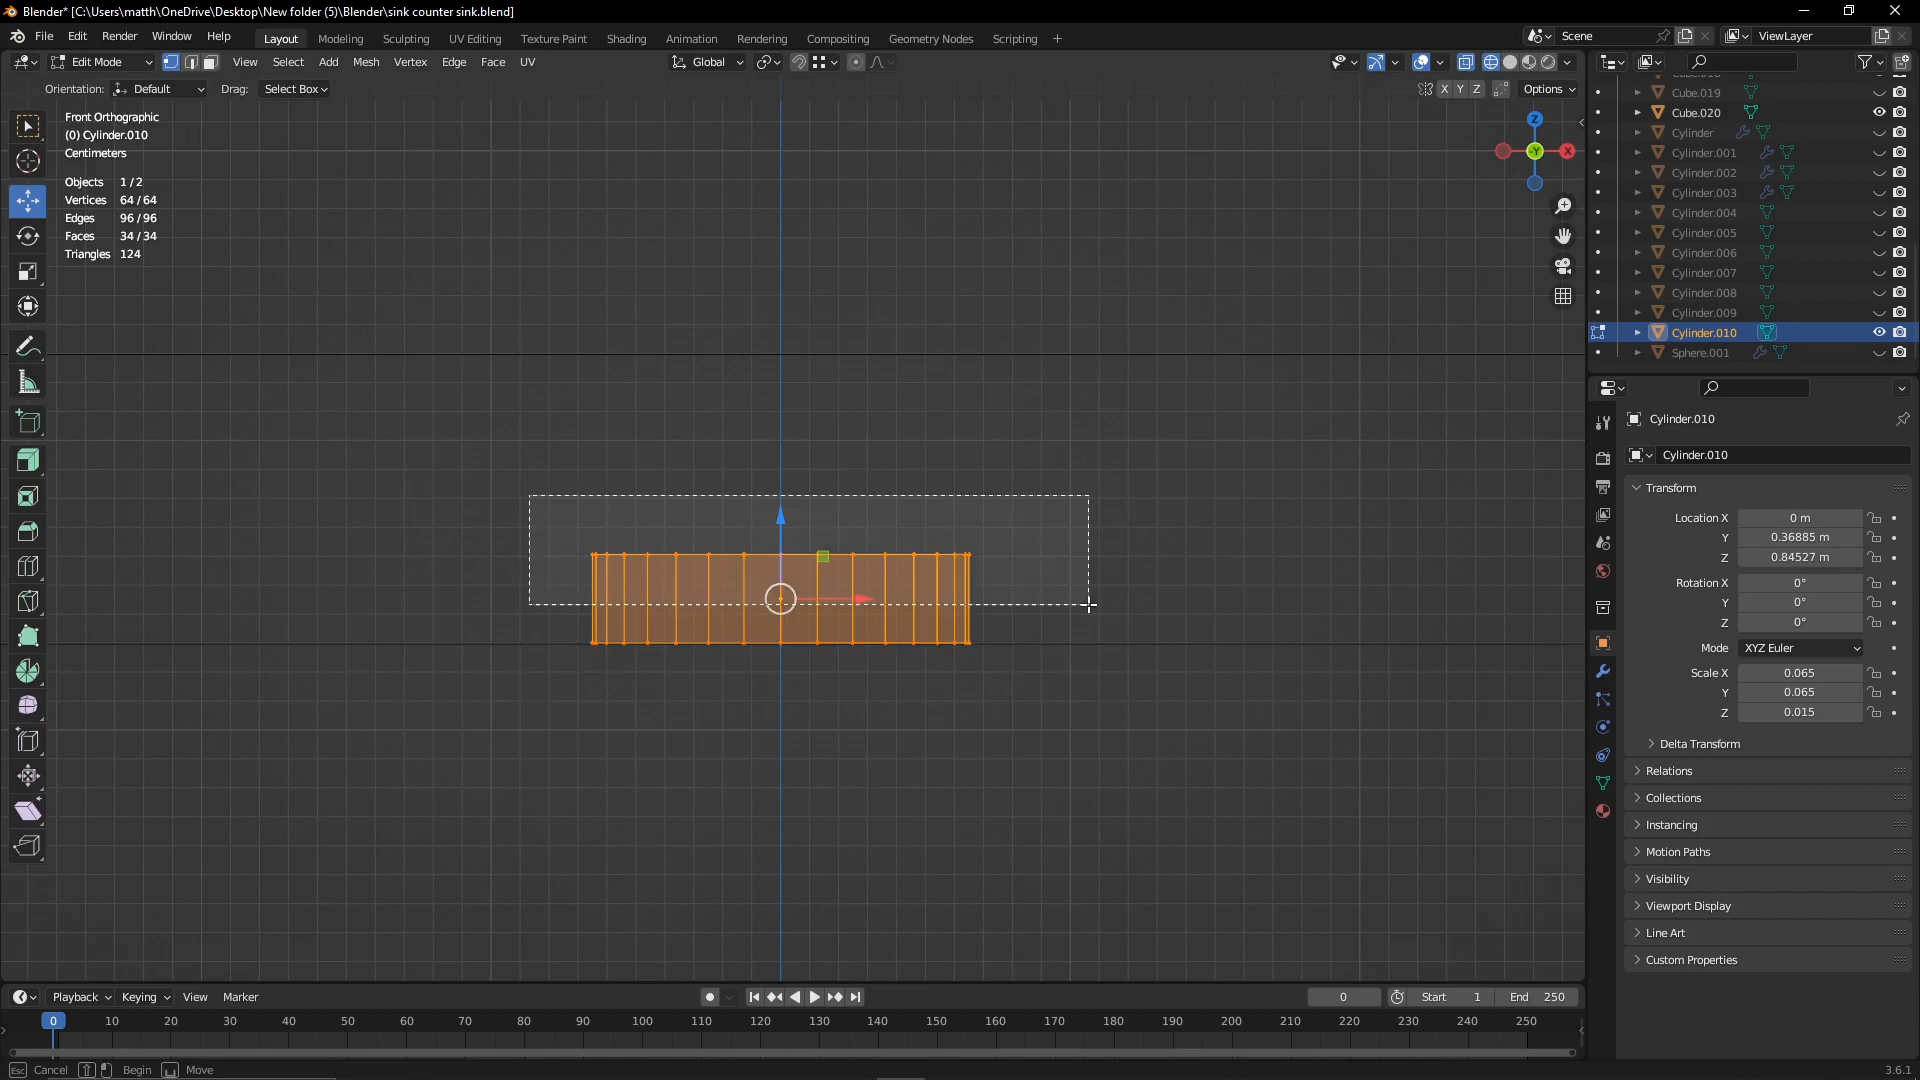 Blender* [C:\Users\matth\OneDrive\Desktop\New folder (5)\Blender\sink counter sink.blend]
File Edit Render Window Help Layout Modeling Sculpting UV Editing Texture Paint Shading Animation Rendering Compositing Geometry Nodes Scripting + Scene ViewLayer
Edit Mode View Select Add Mesh Vertex Edge Face UV Global
Orientation: Default Drag: Select Box X Y Z Options
Front Orthographic
(0) Cylinder.010
Centimeters
Objects 1/2
Vertices 64/64
Edges 96/96
Faces 34/34
Triangles 124
Z
-Y
X
Cube.019
Cube.020
Cylinder
Cylinder.001
Cylinder.002
Cylinder.003
Cylinder.004
Cylinder.005
Cylinder.006
Cylinder.007
Cylinder.008
Cylinder.009
Cylinder.010
Sphere.001
Cylinder.010
Cylinder.010
Transform
Location X 0 m
Y 0.36885 m
Z 0.84527 m
Rotation X 0°
Y 0°
Z 0°
Mode XYZ Euler
Scale X 0.065
Y 0.065
Z 0.015
Delta Transform
Relations
Collections
Instancing
Motion Paths
Visibility
Viewport Display
Line Art
Custom Properties
Playback Keying View Marker 0 Start 1 End 250
0 10 20 30 40 50 60 70 80 90 100 110 120 130 140 150 160 170 180 190 200 210 220 230 240 250
Esc Cancel Begin Move 3.6.1